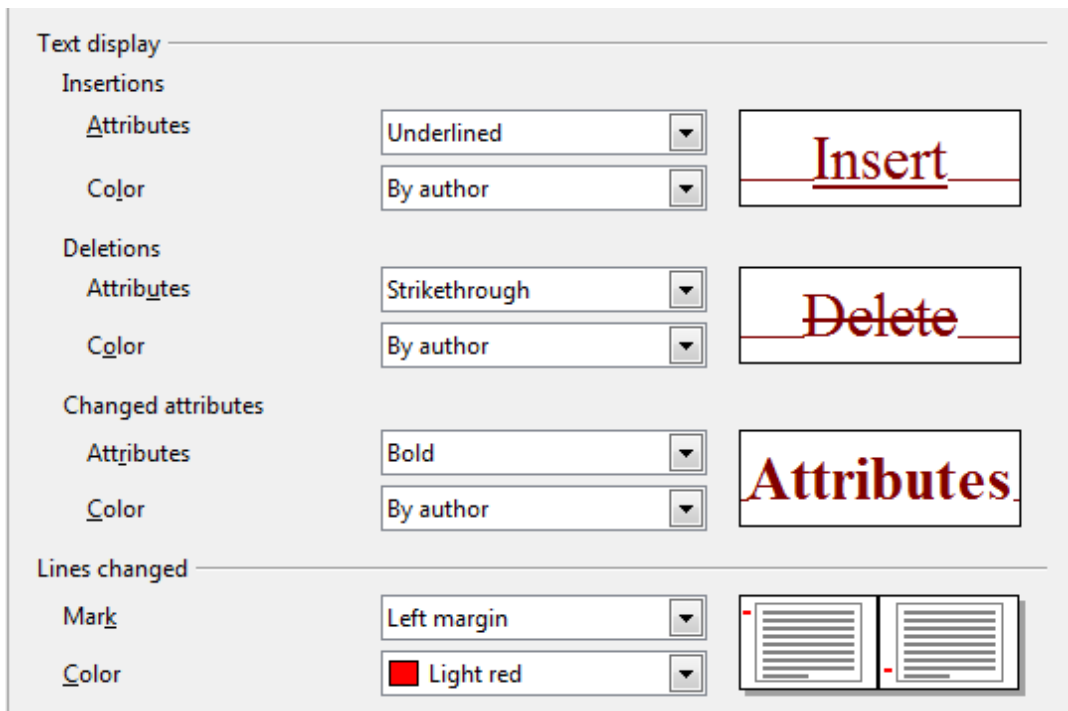 Text display
Insertions
Attributes Underlined Insert
Color By author
Deletions
Attributes Strikethrough Delete
Color By author
Changed attributes
Attributes Bold Attributes
Color By author
Lines changed
Mark Left margin
Color Light red